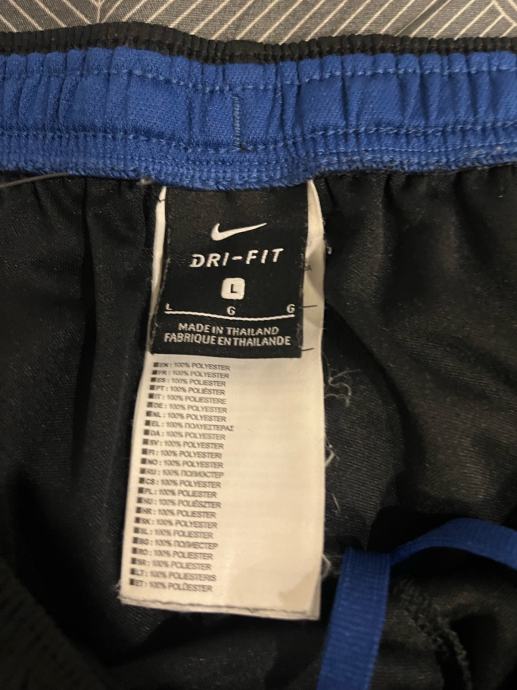 DRI-FIT
L
L G G
MADE IN THAILAND
FABRIQUE EN THAILANDE
EN: 100% POLYESTER
FR: 100% POLYESTER
ES: 100% POLIESTER
PT: 100% POLIÉSTER
IT: 100% POLIESTERE
DE: 100% POLYESTER
NL: 100% POLYESTER
EL: 100% ΠΟΛΥΕΣΤΕΡΑΣ
DA: 100% POLYESTER
SV: 100% POLYESTER
FI: 100% POLYESTERI
NO: 100% POLYESTER
RU: 100% ПОЛИЭСТЕР
CS: 100% POLYESTER
PL: 100% POLIESTER
HU: 100% POLIÉSZTER
HR: 100% POLIESTER
SK: 100% POLYESTER
SL: 100% POLIESTER
BG: 100% ПОЛИЕСТЕР
RO: 100% POLIESTER
SR: 100% POLIESTER
LT: 100% POLIESTERIS
ET: 100% POLÜESTER